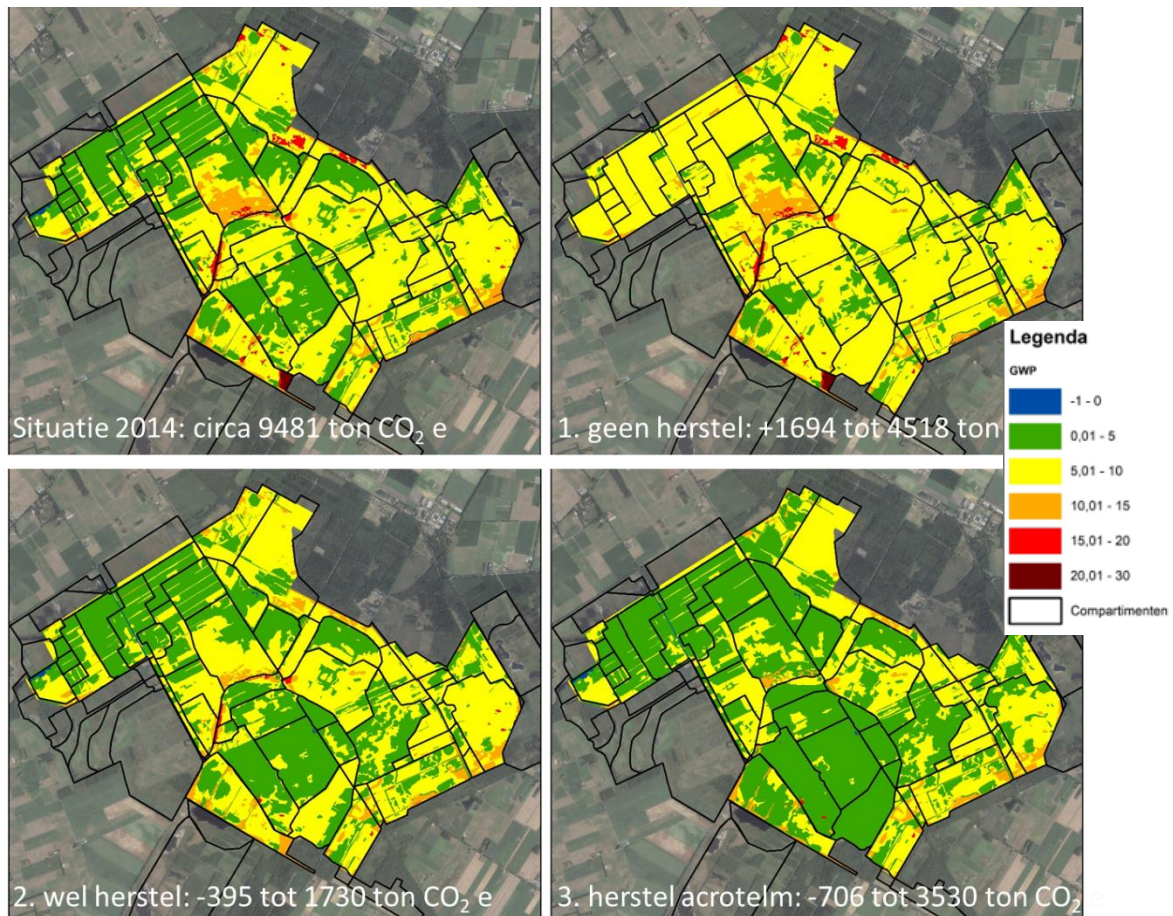 Situatie 2014: circa 9481 ton CO₂ e
1. geen herstel: +1694 tot 4518 ton
Legenda
GWP
-1 - 0
0,01 - 5
5,01 - 10
10,01 - 15
15,01 - 20
20,01 - 30
Compartimenten
2. wel herstel: -395 tot 1730 ton CO₂ e
3. herstel acrotelm: -706 tot 3530 ton CO₂ e